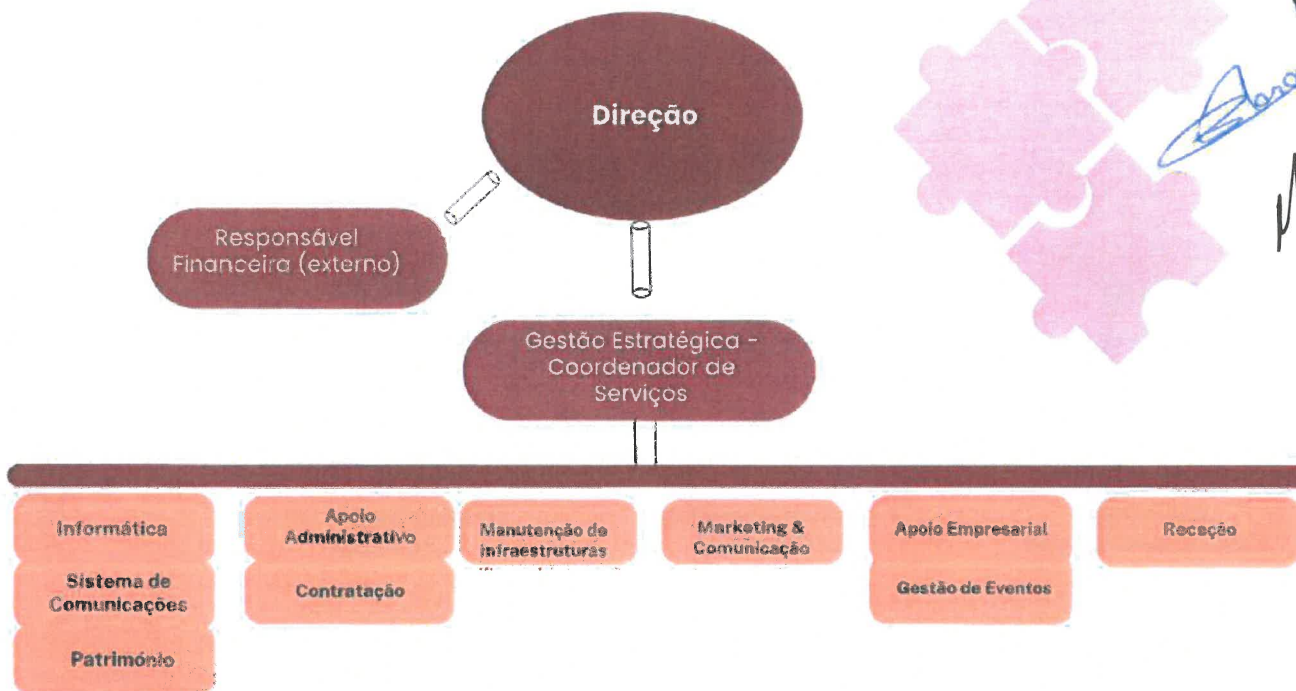 Direção
Responsável
Financeira (externo)
Gestão Estratégica -
Coordenador de
Serviços
Informática
Sistema de
Comunicações
Património
Apoio
Administrativo
Contratação
Manutenção de
infraestruturas
Marketing &
Comunicação
Apoio Empresarial
Gestão de Eventos
Receção